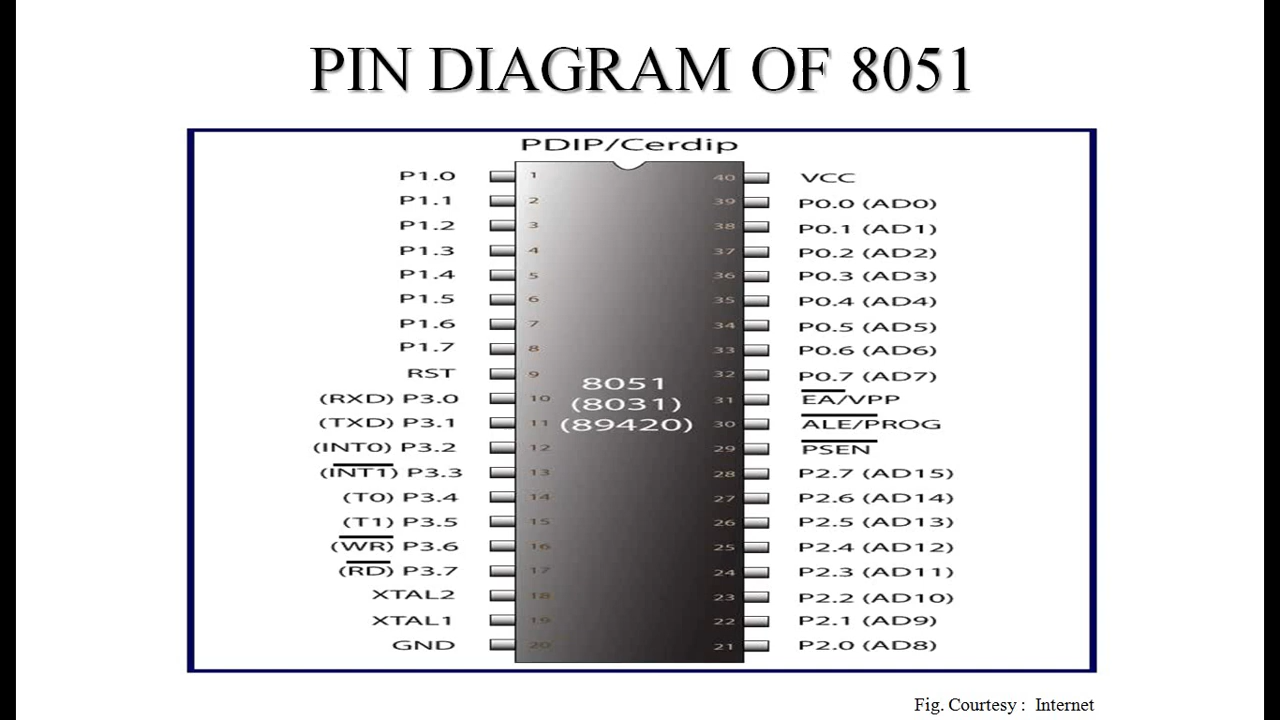 PIN DIAGRAM OF 8051
PDIP/Cerdip
P1.0 1 40 VCC
P1.1 2 39 P0.0 (AD0)
P1.2 3 38 P0.1 (AD1)
P1.3 4 37 P0.2 (AD2)
P1.4 5 36 P0.3 (AD3)
P1.5 6 35 P0.4 (AD4)
P1.6 7 34 P0.5 (AD5)
P1.7 8 33 P0.6 (AD6)
RST 9 32 P0.7 (AD7)
8051
(RXD) P3.0 10 (8031) 31 EA/VPP
(TXD) P3.1 11 (89420) 30 ALE/PROG
(INT0) P3.2 12 29 PSEN
(INT1) P3.3 13 28 P2.7 (AD15)
(T0) P3.4 14 27 P2.6 (AD14)
(T1) P3.5 15 26 P2.5 (AD13)
(WR) P3.6 16 25 P2.4 (AD12)
(RD) P3.7 17 24 P2.3 (AD11)
XTAL2 18 23 P2.2 (AD10)
XTAL1 19 22 P2.1 (AD9)
GND 20 21 P2.0 (AD8)
Fig. Courtesy : Internet